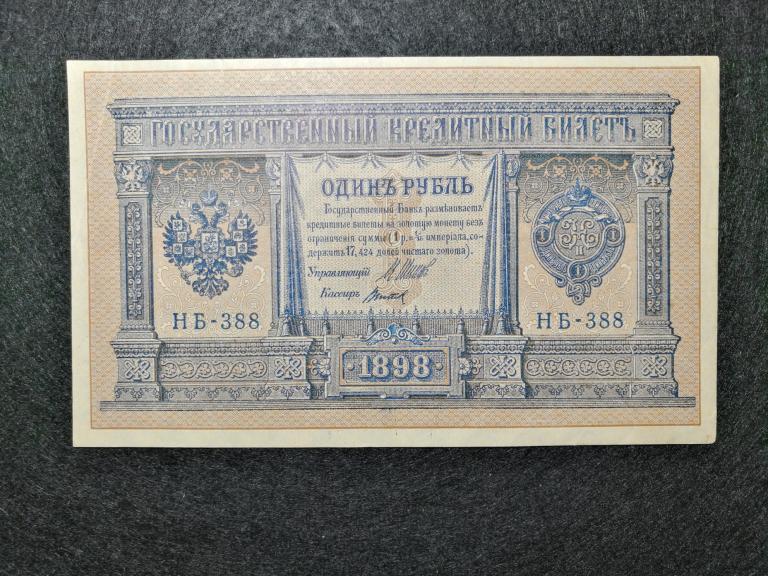 ГОСУДАРСТВЕННЫЙ КРЕДИТНЫЙ БИЛЕТЪ
ОДИНЪ РУБЛЬ
Государственный Банкъ размѣниваетъ
кредитные билеты на золотую монету безъ
ограниченія суммы (1 р. = 1/15 имперіала, со-
держитъ 17,424 долей чистаго золота).
Управляющій
Кассиръ
НБ-388
НБ-388
1898